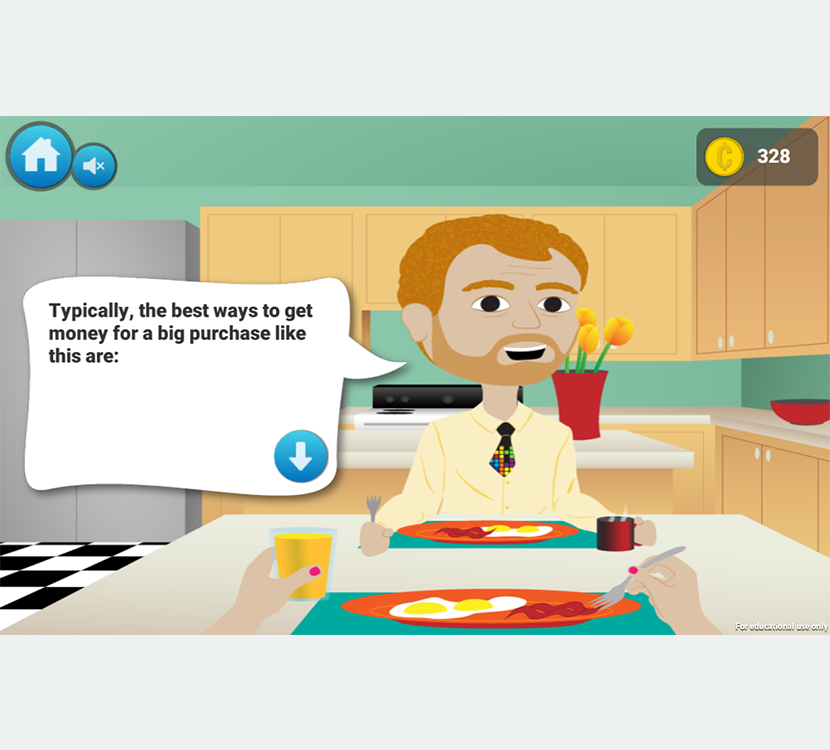 328
Typically, the best ways to get
money for a big purchase like
this are:
For educational use only